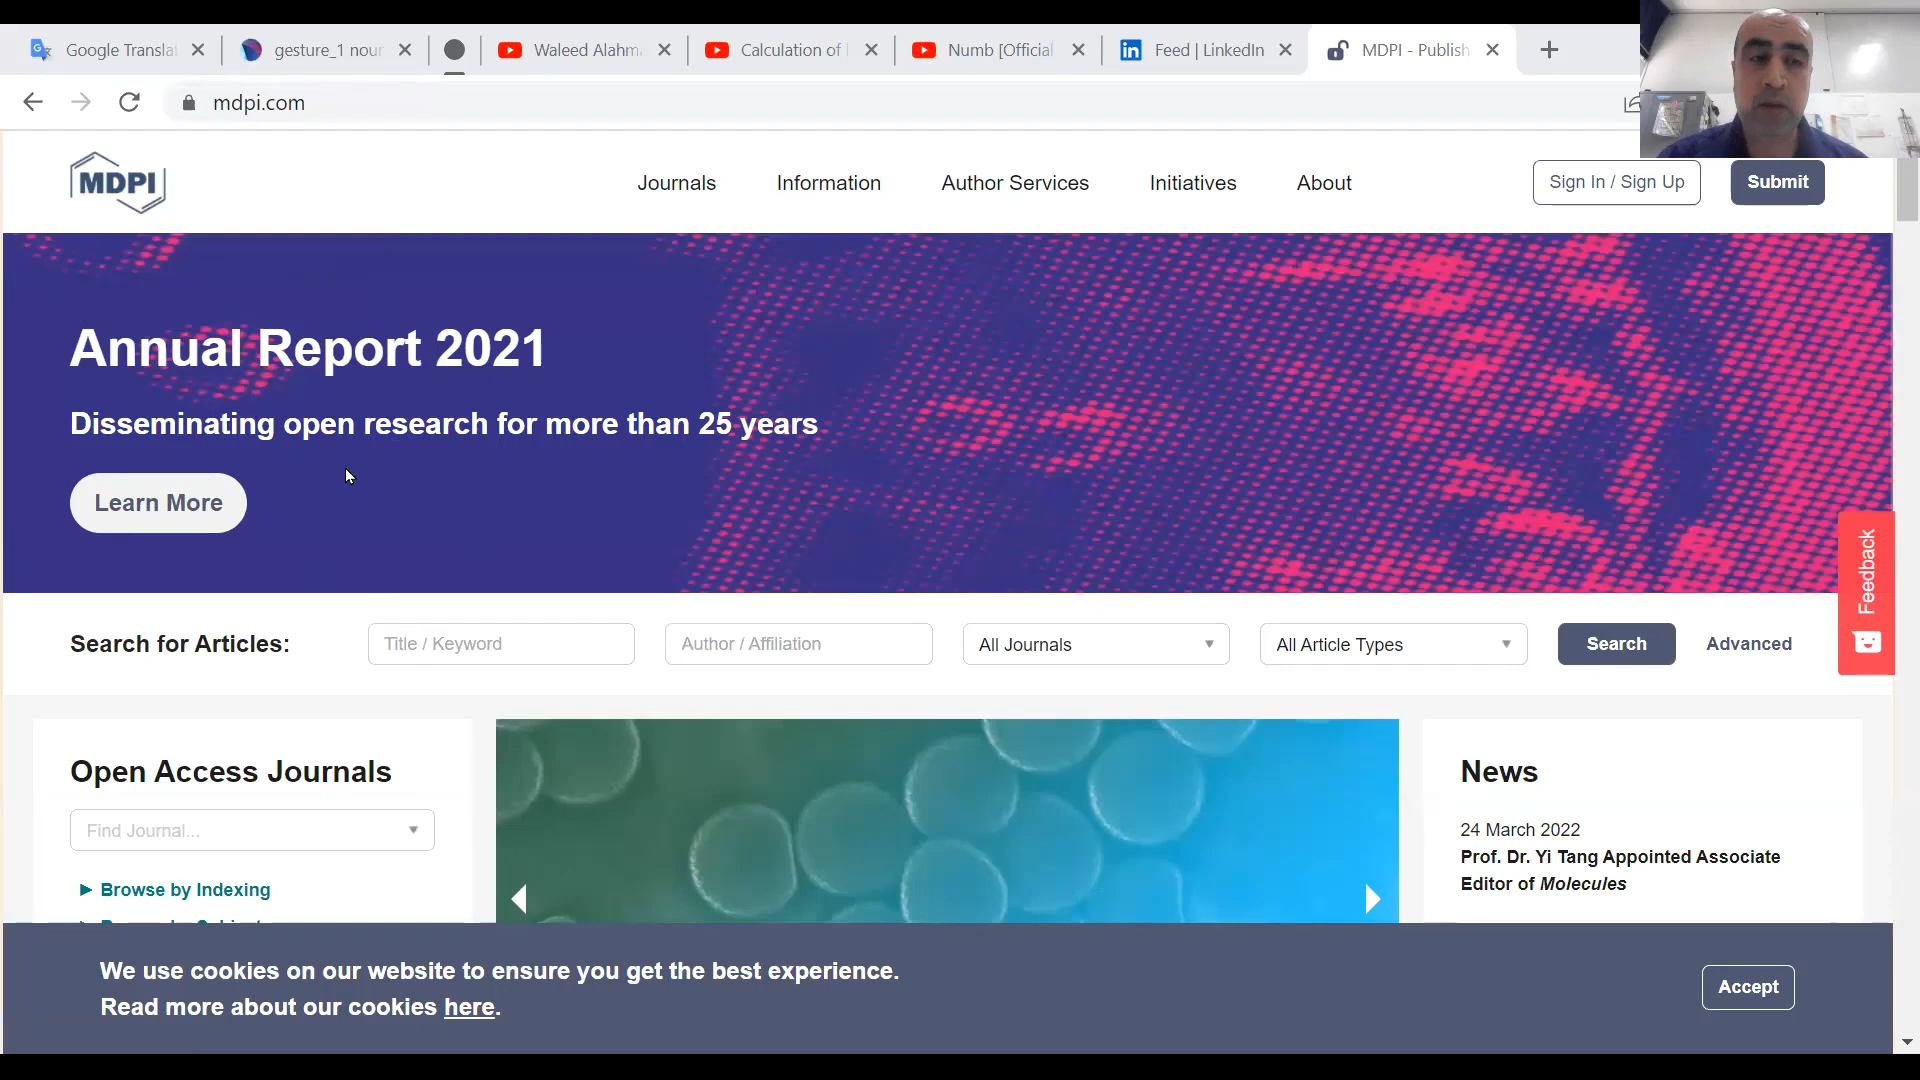 Google Transla
gesture_1 nour
Waleed Alahma
Calculation of
Numb [Official
Feed | LinkedIn
MDPI - Publish
mdpi.com
MDPI
Journals
Information
Author Services
Initiatives
About
Sign In / Sign Up
Submit
Annual Report 2021
Disseminating open research for more than 25 years
Learn More
Feedback
Search for Articles:
Title / Keyword
Author / Affiliation
All Journals
All Article Types
Search
Advanced
Open Access Journals
Find Journal...
Browse by Indexing
News
24 March 2022
Prof. Dr. Yi Tang Appointed Associate
Editor of Molecules
We use cookies on our website to ensure you get the best experience.
Read more about our cookies here.
Accept